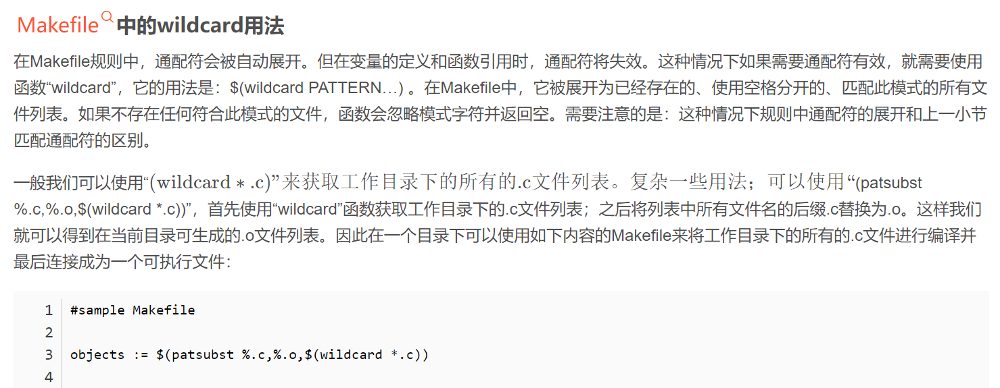 Makefile中的wildcard用法
在Makefile规则中，通配符会被自动展开。但在变量的定义和函数引用时，通配符将失效。这种情况下如果需要通配符有效，就需要使用
函数“wildcard”，它的用法是：$(wildcard PATTERN…) 。在Makefile中，它被展开为已经存在的、使用空格分开的、匹配此模式的所有文
件列表。如果不存在任何符合此模式的文件，函数会忽略模式字符并返回空。需要注意的是：这种情况下规则中通配符的展开和上一小节
匹配通配符的区别。
一般我们可以使用“(wildcard ∗ .c)”来获取工作目录下的所有的.c文件列表。复杂一些用法；可以使用“(patsubst
%.c,%.o,$(wildcard *.c))”，首先使用“wildcard”函数获取工作目录下的.c文件列表；之后将列表中所有文件名的后缀.c替换为.o。这样我们
就可以得到在当前目录可生成的.o文件列表。因此在一个目录下可以使用如下内容的Makefile来将工作目录下的所有的.c文件进行编译并
最后连接成为一个可执行文件：
1 #sample Makefile
2
3 objects := $(patsubst %.c,%.o,$(wildcard *.c))
4